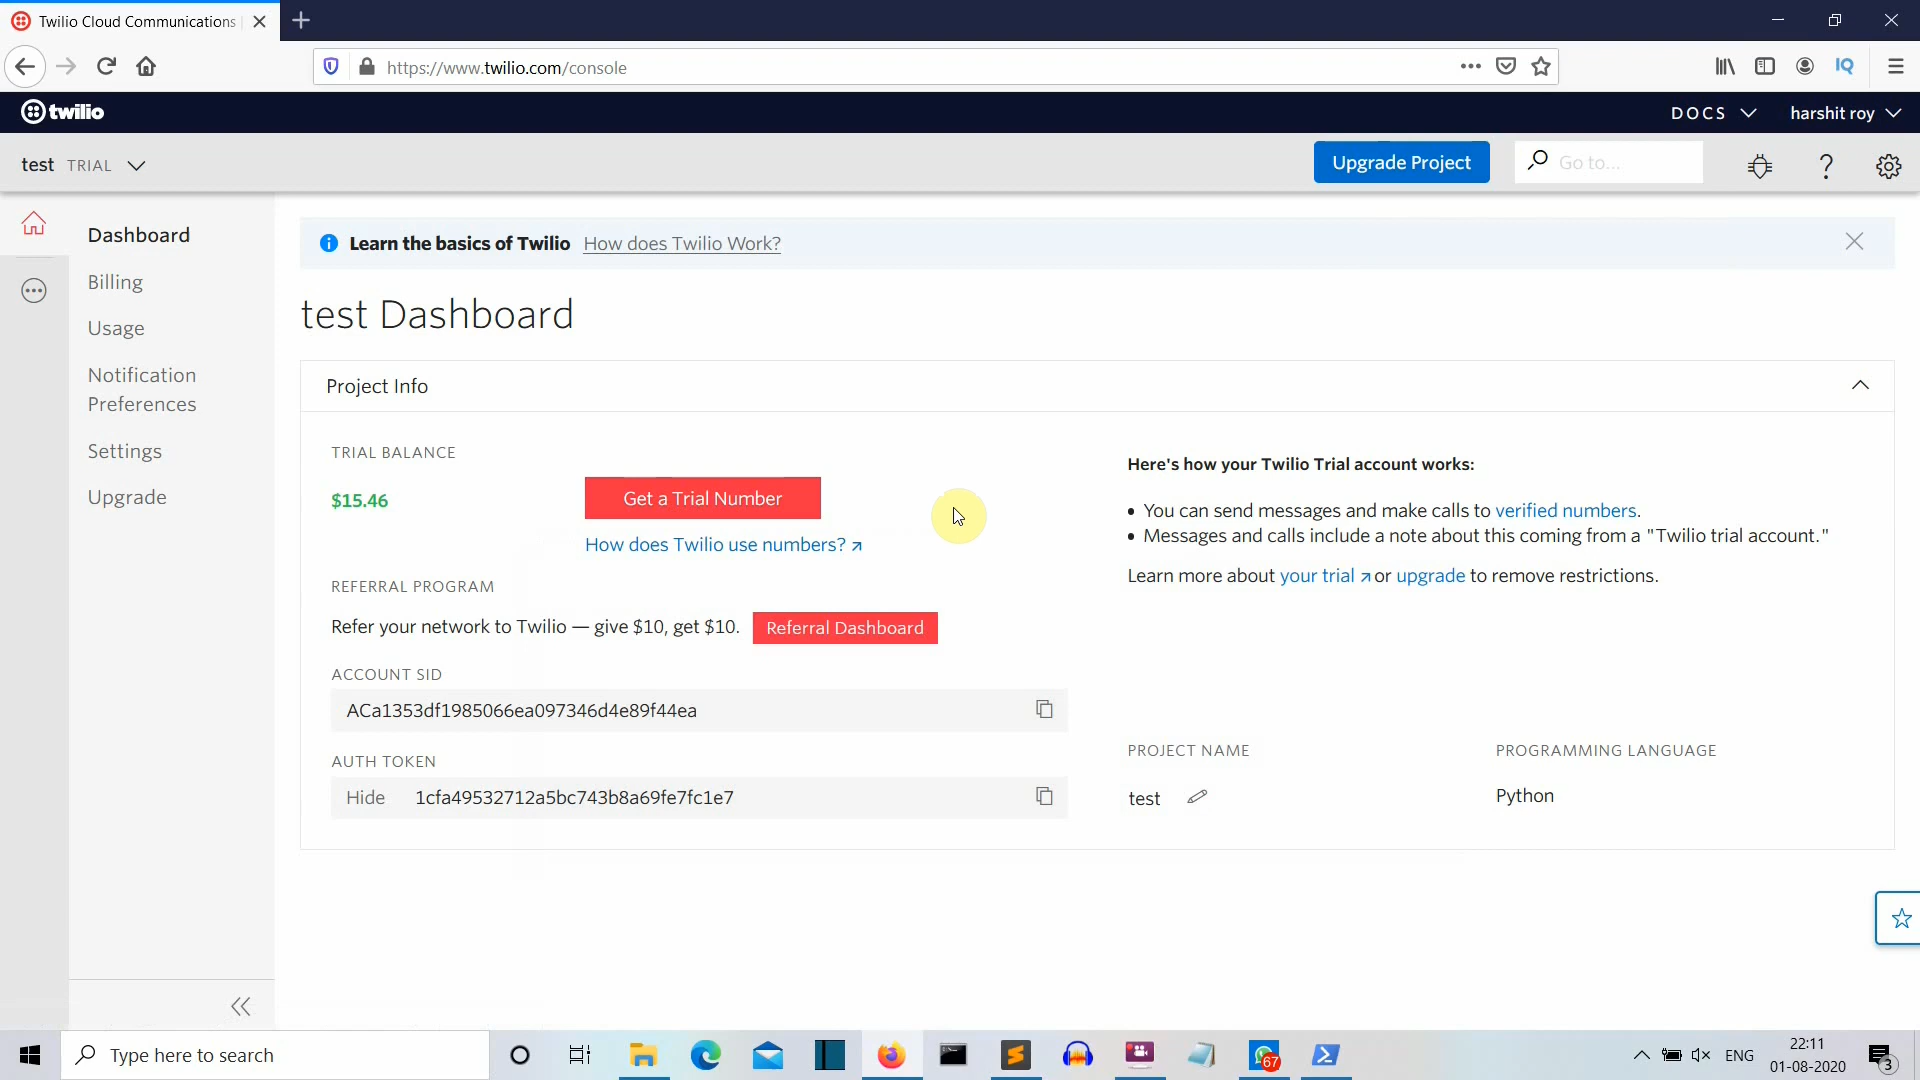 Twilio Cloud Communications
https://www.twilio.com/console
IQ
twilio
DOCS
harshit roy
test TRIAL
Upgrade Project
Go to...
Dashboard
Billing
Usage
Notification
Preferences
Settings
Upgrade
Learn the basics of Twilio How does Twilio Work?
test Dashboard
Project Info
TRIAL BALANCE
$15.46
Get a Trial Number
How does Twilio use numbers?
REFERRAL PROGRAM
Refer your network to Twilio — give $10, get $10. Referral Dashboard
ACCOUNT SID
ACa1353df1985066ea097346d4e89f44ea
AUTH TOKEN
Hide 1cfa49532712a5bc743b8a69fe7fc1e7
Here's how your Twilio Trial account works:
• You can send messages and make calls to verified numbers.
• Messages and calls include a note about this coming from a "Twilio trial account."
Learn more about your trial or upgrade to remove restrictions.
PROJECT NAME
test
PROGRAMMING LANGUAGE
Python
Type here to search
67
ENG
22:11
01-08-2020
3